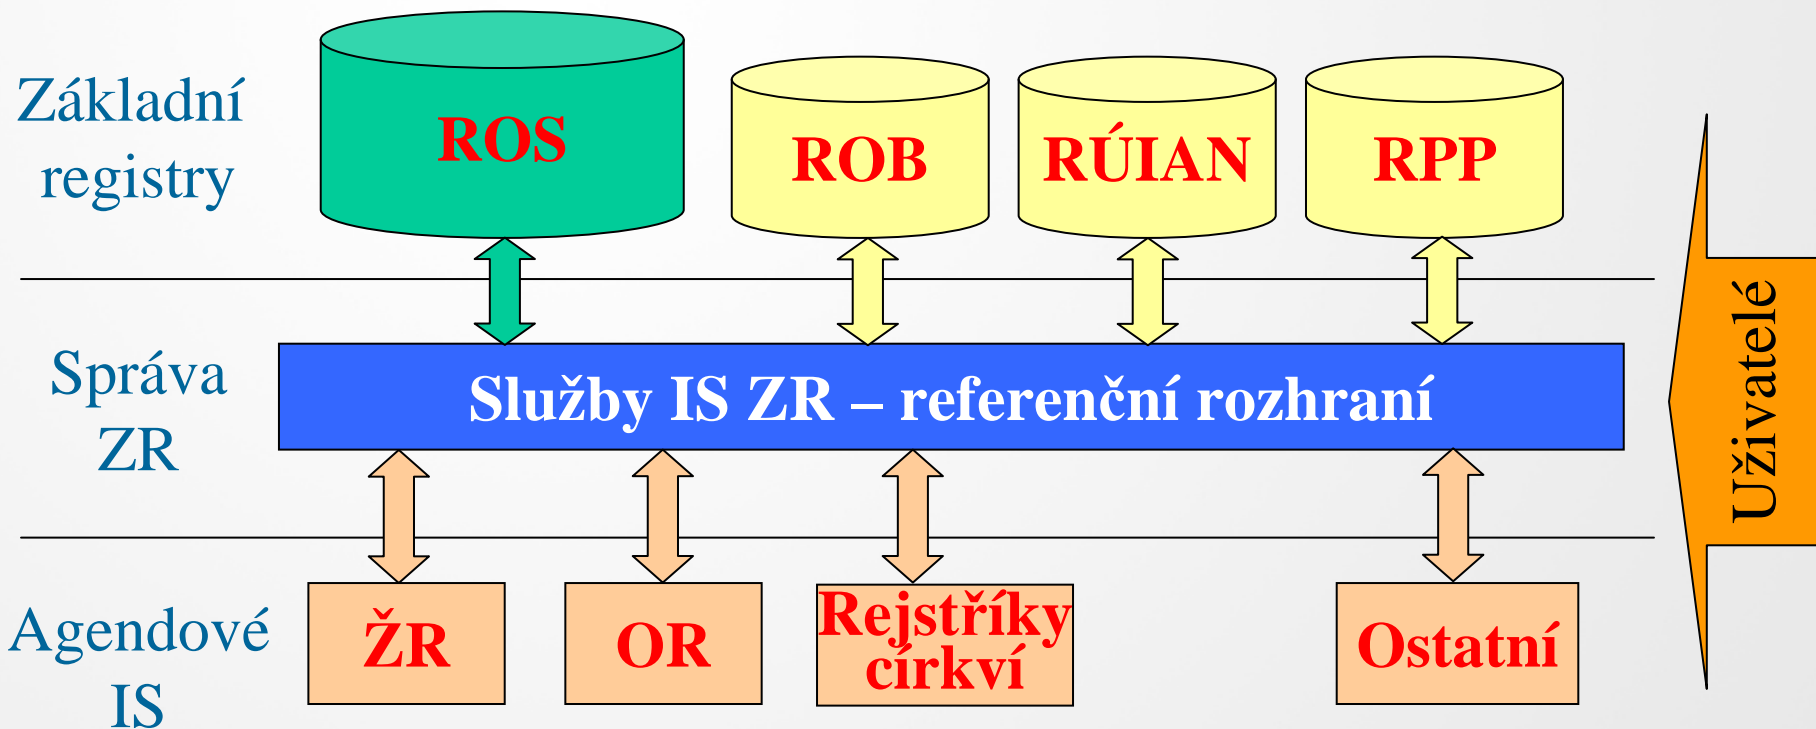 Základní
registry
ROS
ROB
RÚIAN
RPP
Správa
ZR
Služby IS ZR – referenční rozhraní
Uživatelé
Agendové
IS
ŽR
OR
Rejstříky
církví
Ostatní